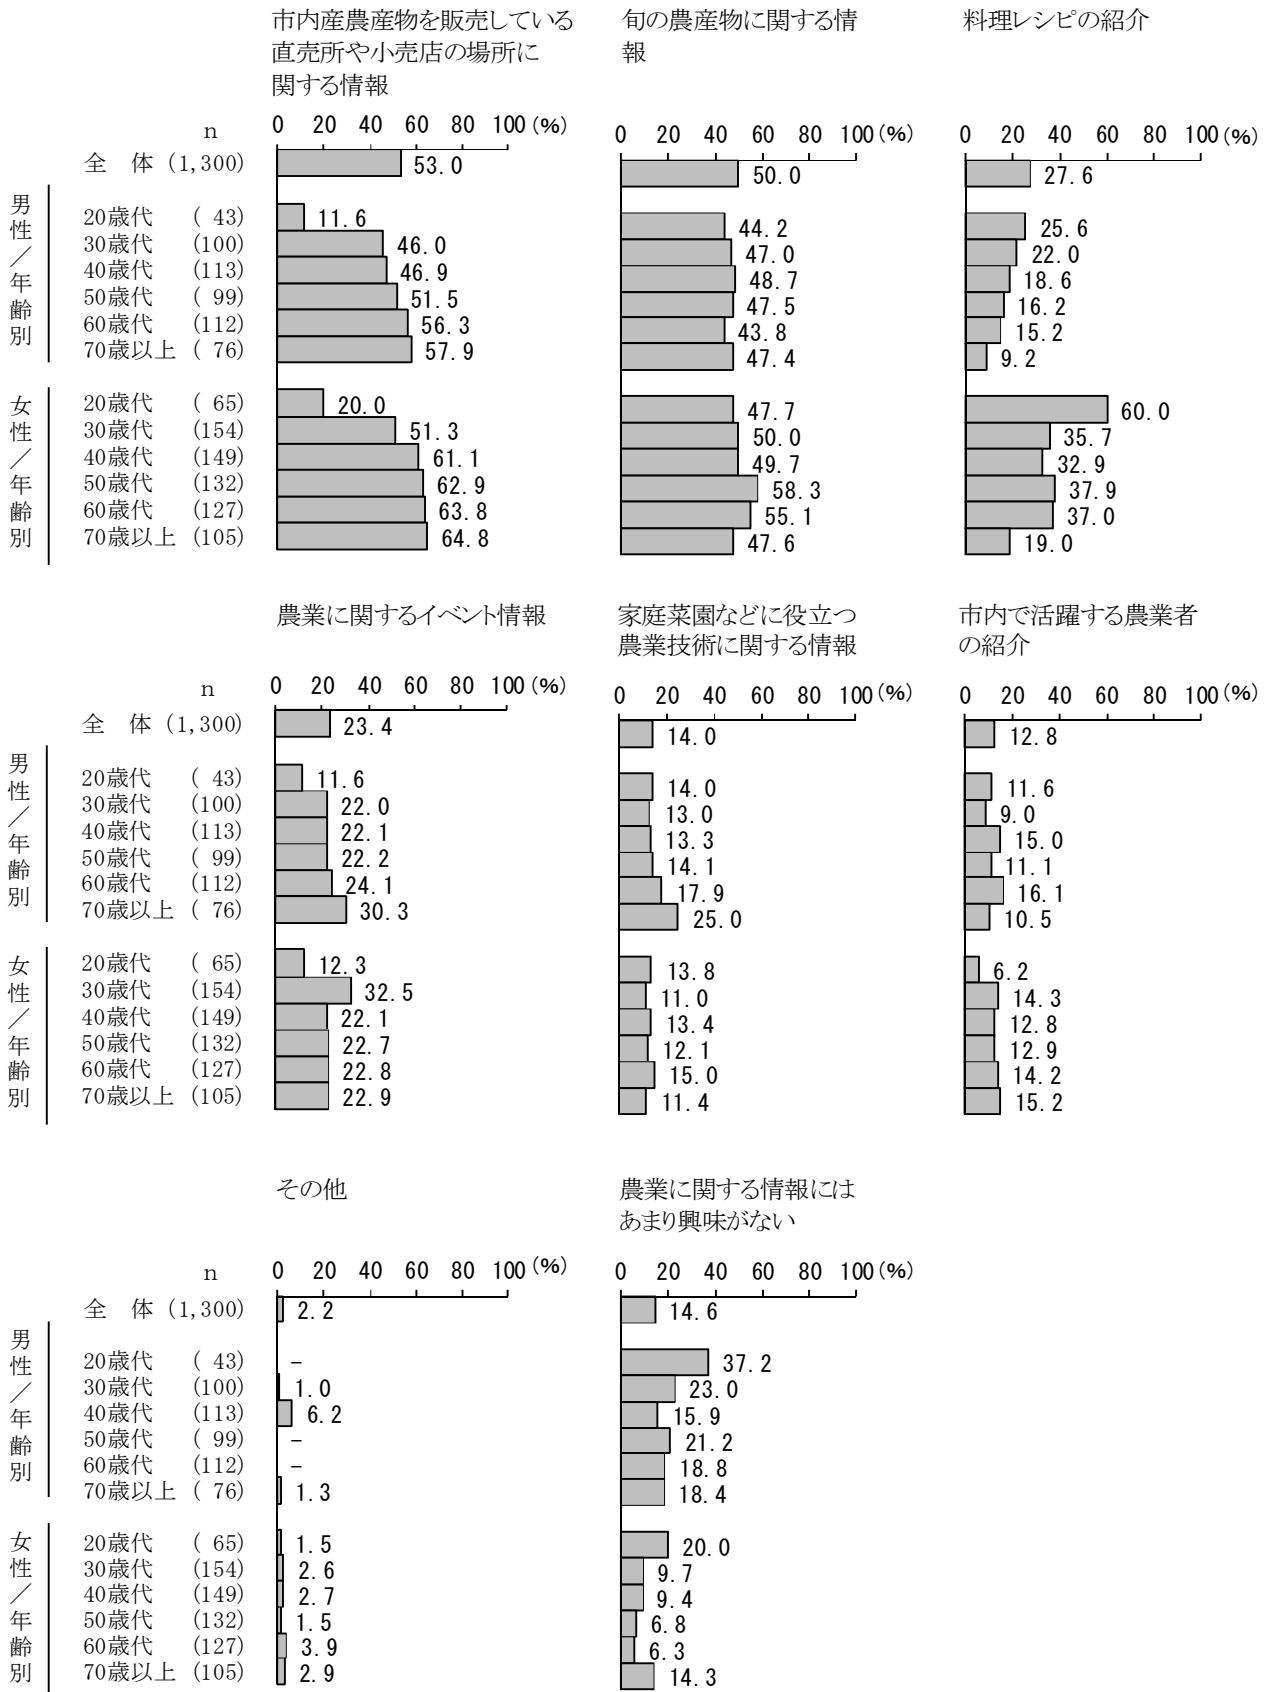 市内産農産物を販売している
直売所や小売店の場所に
関する情報
旬の農産物に関する情
報
料理レシピの紹介
n
0 20 40 60 80 100(%)
0 20 40 60 80 100(%)
0 20 40 60 80 100(%)
全 体 (1,300) 53.0 50.0 27.6
男性/年齢別
20歳代 ( 43) 11.6 44.2 25.6
30歳代 (100) 46.0 47.0 22.0
40歳代 (113) 46.9 48.7 18.6
50歳代 ( 99) 51.5 47.5 16.2
60歳代 (112) 56.3 43.8 15.2
70歳以上 ( 76) 57.9 47.4 9.2
女性/年齢別
20歳代 ( 65) 20.0 47.7 60.0
30歳代 (154) 51.3 50.0 35.7
40歳代 (149) 61.1 49.7 32.9
50歳代 (132) 62.9 58.3 37.9
60歳代 (127) 63.8 55.1 37.0
70歳以上 (105) 64.8 47.6 19.0
農業に関するイベント情報
家庭菜園などに役立つ
農業技術に関する情報
市内で活躍する農業者
の紹介
n
0 20 40 60 80 100(%)
0 20 40 60 80 100(%)
0 20 40 60 80 100(%)
全 体 (1,300) 23.4 14.0 12.8
男性/年齢別
20歳代 ( 43) 11.6 14.0 11.6
30歳代 (100) 22.0 13.0 9.0
40歳代 (113) 22.1 13.3 15.0
50歳代 ( 99) 22.2 14.1 11.1
60歳代 (112) 24.1 17.9 16.1
70歳以上 ( 76) 30.3 25.0 10.5
女性/年齢別
20歳代 ( 65) 12.3 13.8 6.2
30歳代 (154) 32.5 11.0 14.3
40歳代 (149) 22.1 13.4 12.8
50歳代 (132) 22.7 12.1 12.9
60歳代 (127) 22.8 15.0 14.2
70歳以上 (105) 22.9 11.4 15.2
その他
農業に関する情報には
あまり興味がない
n
0 20 40 60 80 100(%)
0 20 40 60 80 100(%)
全 体 (1,300) 2.2 14.6
男性/年齢別
20歳代 ( 43) – 37.2
30歳代 (100) 1.0 23.0
40歳代 (113) 6.2 15.9
50歳代 ( 99) – 21.2
60歳代 (112) – 18.8
70歳以上 ( 76) 1.3 18.4
女性/年齢別
20歳代 ( 65) 1.5 20.0
30歳代 (154) 2.6 9.7
40歳代 (149) 2.7 9.4
50歳代 (132) 1.5 6.8
60歳代 (127) 3.9 6.3
70歳以上 (105) 2.9 14.3